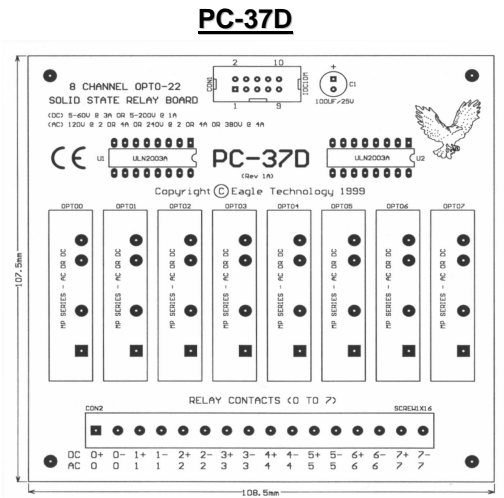 PC-37D
2 10
CON1
IDC10M
1 9
+
C1
100UF/25V
8 CHANNEL OPTO-22
SOLID STATE RELAY BOARD
(DC) 5-60V @ 3A OR 5-200V @ 1A
(AC) 120V @ 2 OR 4A OR 240V @ 2 OR 4A OR 380V @ 4A
CE
U1
ULN2003A
PC-37D
(Rev 1A)
ULN2003A
U2
Copyright © Eagle Technology 1999
OPTO0 OPTO1 OPTO2 OPTO3 OPTO4 OPTO5 OPTO6 OPTO7
MP SERIES - AC OR DC
MP SERIES - AC OR DC
MP SERIES - AC OR DC
MP SERIES - AC OR DC
MP SERIES - AC OR DC
MP SERIES - AC OR DC
MP SERIES - AC OR DC
MP SERIES - AC OR DC
107.5mm
RELAY CONTACTS (0 TO 7)
CON2 SCREW1X16
DC 0+ 0- 1+ 1- 2+ 2- 3+ 3- 4+ 4- 5+ 5- 6+ 6- 7+ 7-
AC 0 0 1 1 2 2 3 3 4 4 5 5 6 6 7 7
108.5mm